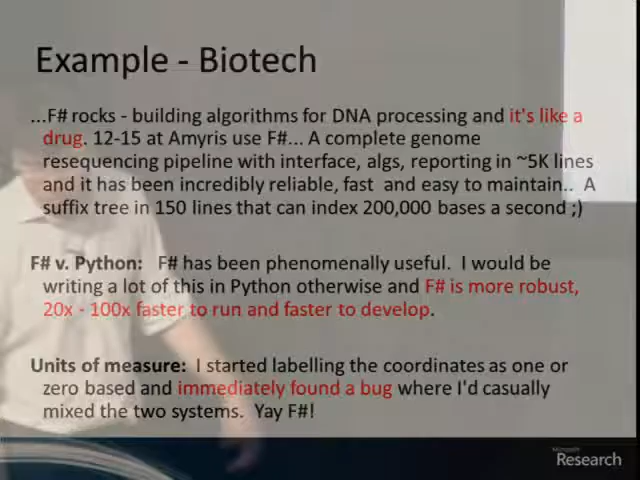 Example - Biotech
...F# rocks - building algorithms for DNA processing and it's like a
drug. 12-15 at Amyris use F#... A complete genome
resequencing pipeline with interface, algs, reporting in ~5K lines
and it has been incredibly reliable, fast and easy to maintain.. A
suffix tree in 150 lines that can index 200,000 bases a second ;)
F# v. Python: F# has been phenomenally useful. I would be
writing a lot of this in Python otherwise and F# is more robust,
20x - 100x faster to run and faster to develop.
Units of measure: I started labelling the coordinates as one or
zero based and immediately found a bug where I'd casually
mixed the two systems. Yay F#!
Microsoft
Research